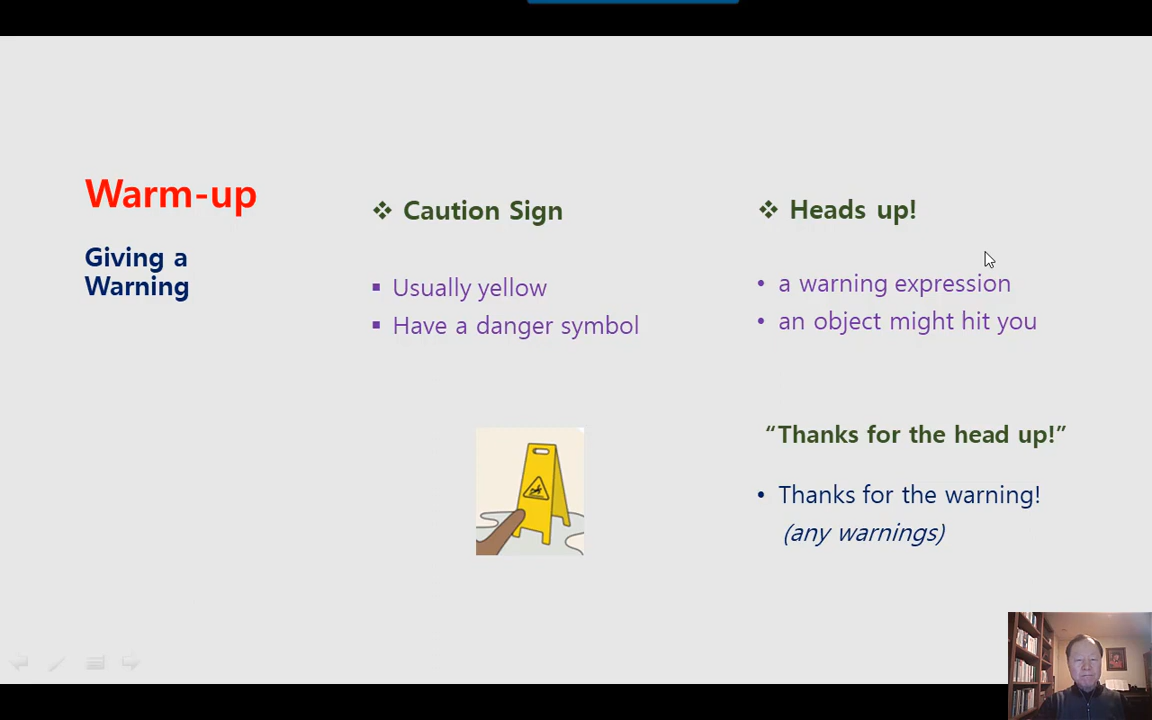 Warm-up
Giving a
Warning
❖ Caution Sign
▪ Usually yellow
▪ Have a danger symbol
❖ Heads up!
• a warning expression
• an object might hit you
“Thanks for the head up!”
• Thanks for the warning!
(any warnings)